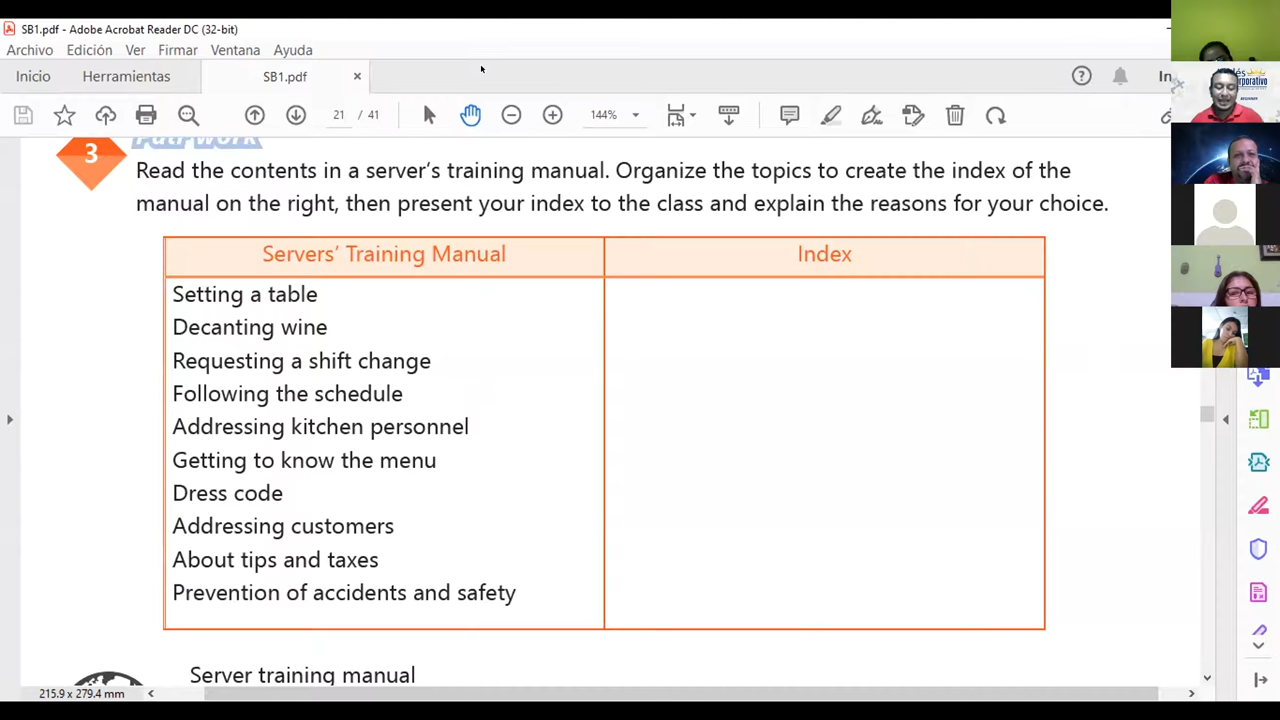 SB1.pdf - Adobe Acrobat Reader DC (32-bit)
Archivo Edición Ver Firmar Ventana Ayuda
Inicio Herramientas SB1.pdf × In
21 / 41 144%
3
Read the contents in a server's training manual. Organize the topics to create the index of the
manual on the right, then present your index to the class and explain the reasons for your choice.
Servers' Training Manual Index
Setting a table
Decanting wine
Requesting a shift change
Following the schedule
Addressing kitchen personnel
Getting to know the menu
Dress code
Addressing customers
About tips and taxes
Prevention of accidents and safety
Server training manual
215.9 x 279.4 mm